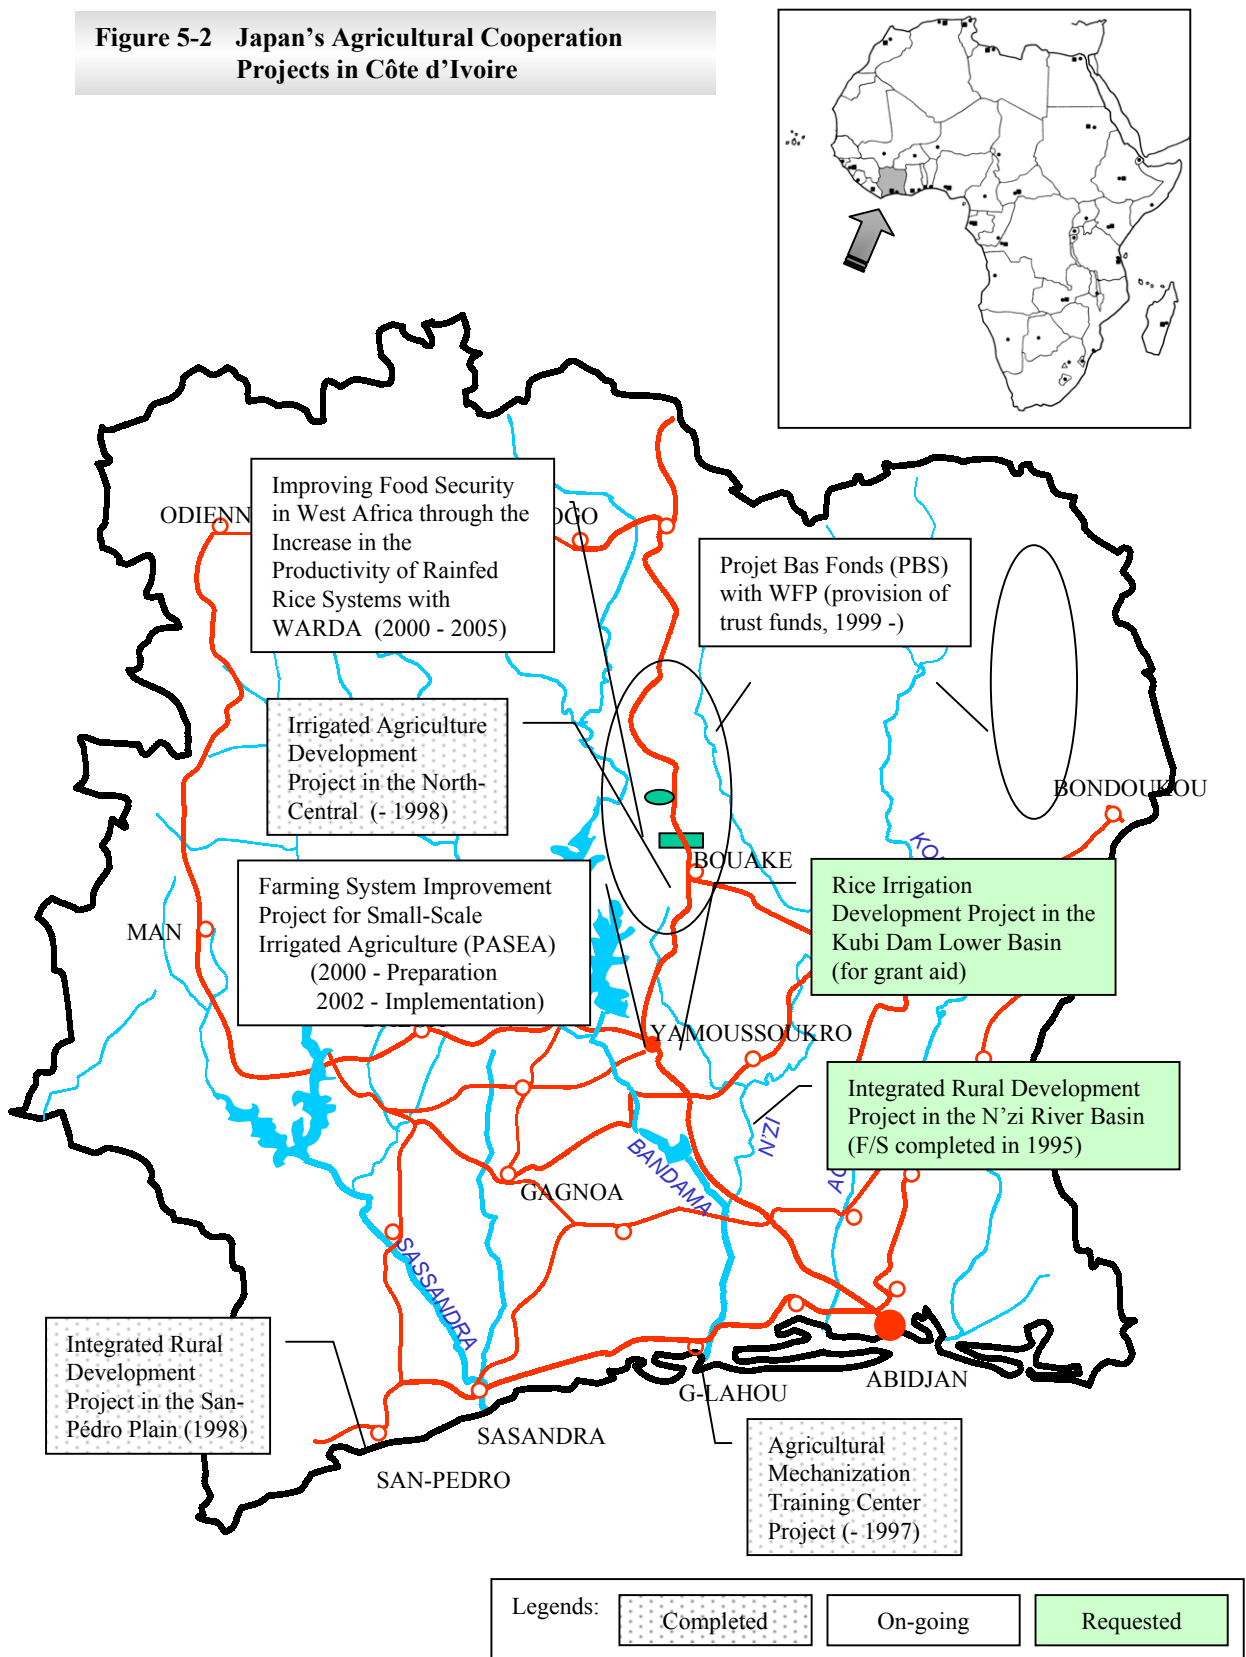 Figure 5-2 Japan's Agricultural Cooperation
Projects in Côte d'Ivoire
Improving Food Security
in West Africa through the
Increase in the
Productivity of Rainfed
Rice Systems with
WARDA (2000 - 2005)
Projet Bas Fonds (PBS)
with WFP (provision of
trust funds, 1999 -)
Irrigated Agriculture
Development
Project in the North-
Central (- 1998)
BONDOUKOU
BOUAKE
Farming System Improvement
Project for Small-Scale
Irrigated Agriculture (PASEA)
(2000 - Preparation
2002 - Implementation)
Rice Irrigation
Development Project in the
Kubi Dam Lower Basin
(for grant aid)
MAN
YAMOUSSOUKRO
Integrated Rural Development
Project in the N'zi River Basin
(F/S completed in 1995)
N'ZI
BANDAMA
GAGNOA
SASSANDRA
Integrated Rural
Development
Project in the San-
Pédro Plain (1998)
ABIDJAN
G-LAHOU
SASANDRA
SAN-PEDRO
Agricultural
Mechanization
Training Center
Project (- 1997)
Legends: Completed On-going Requested